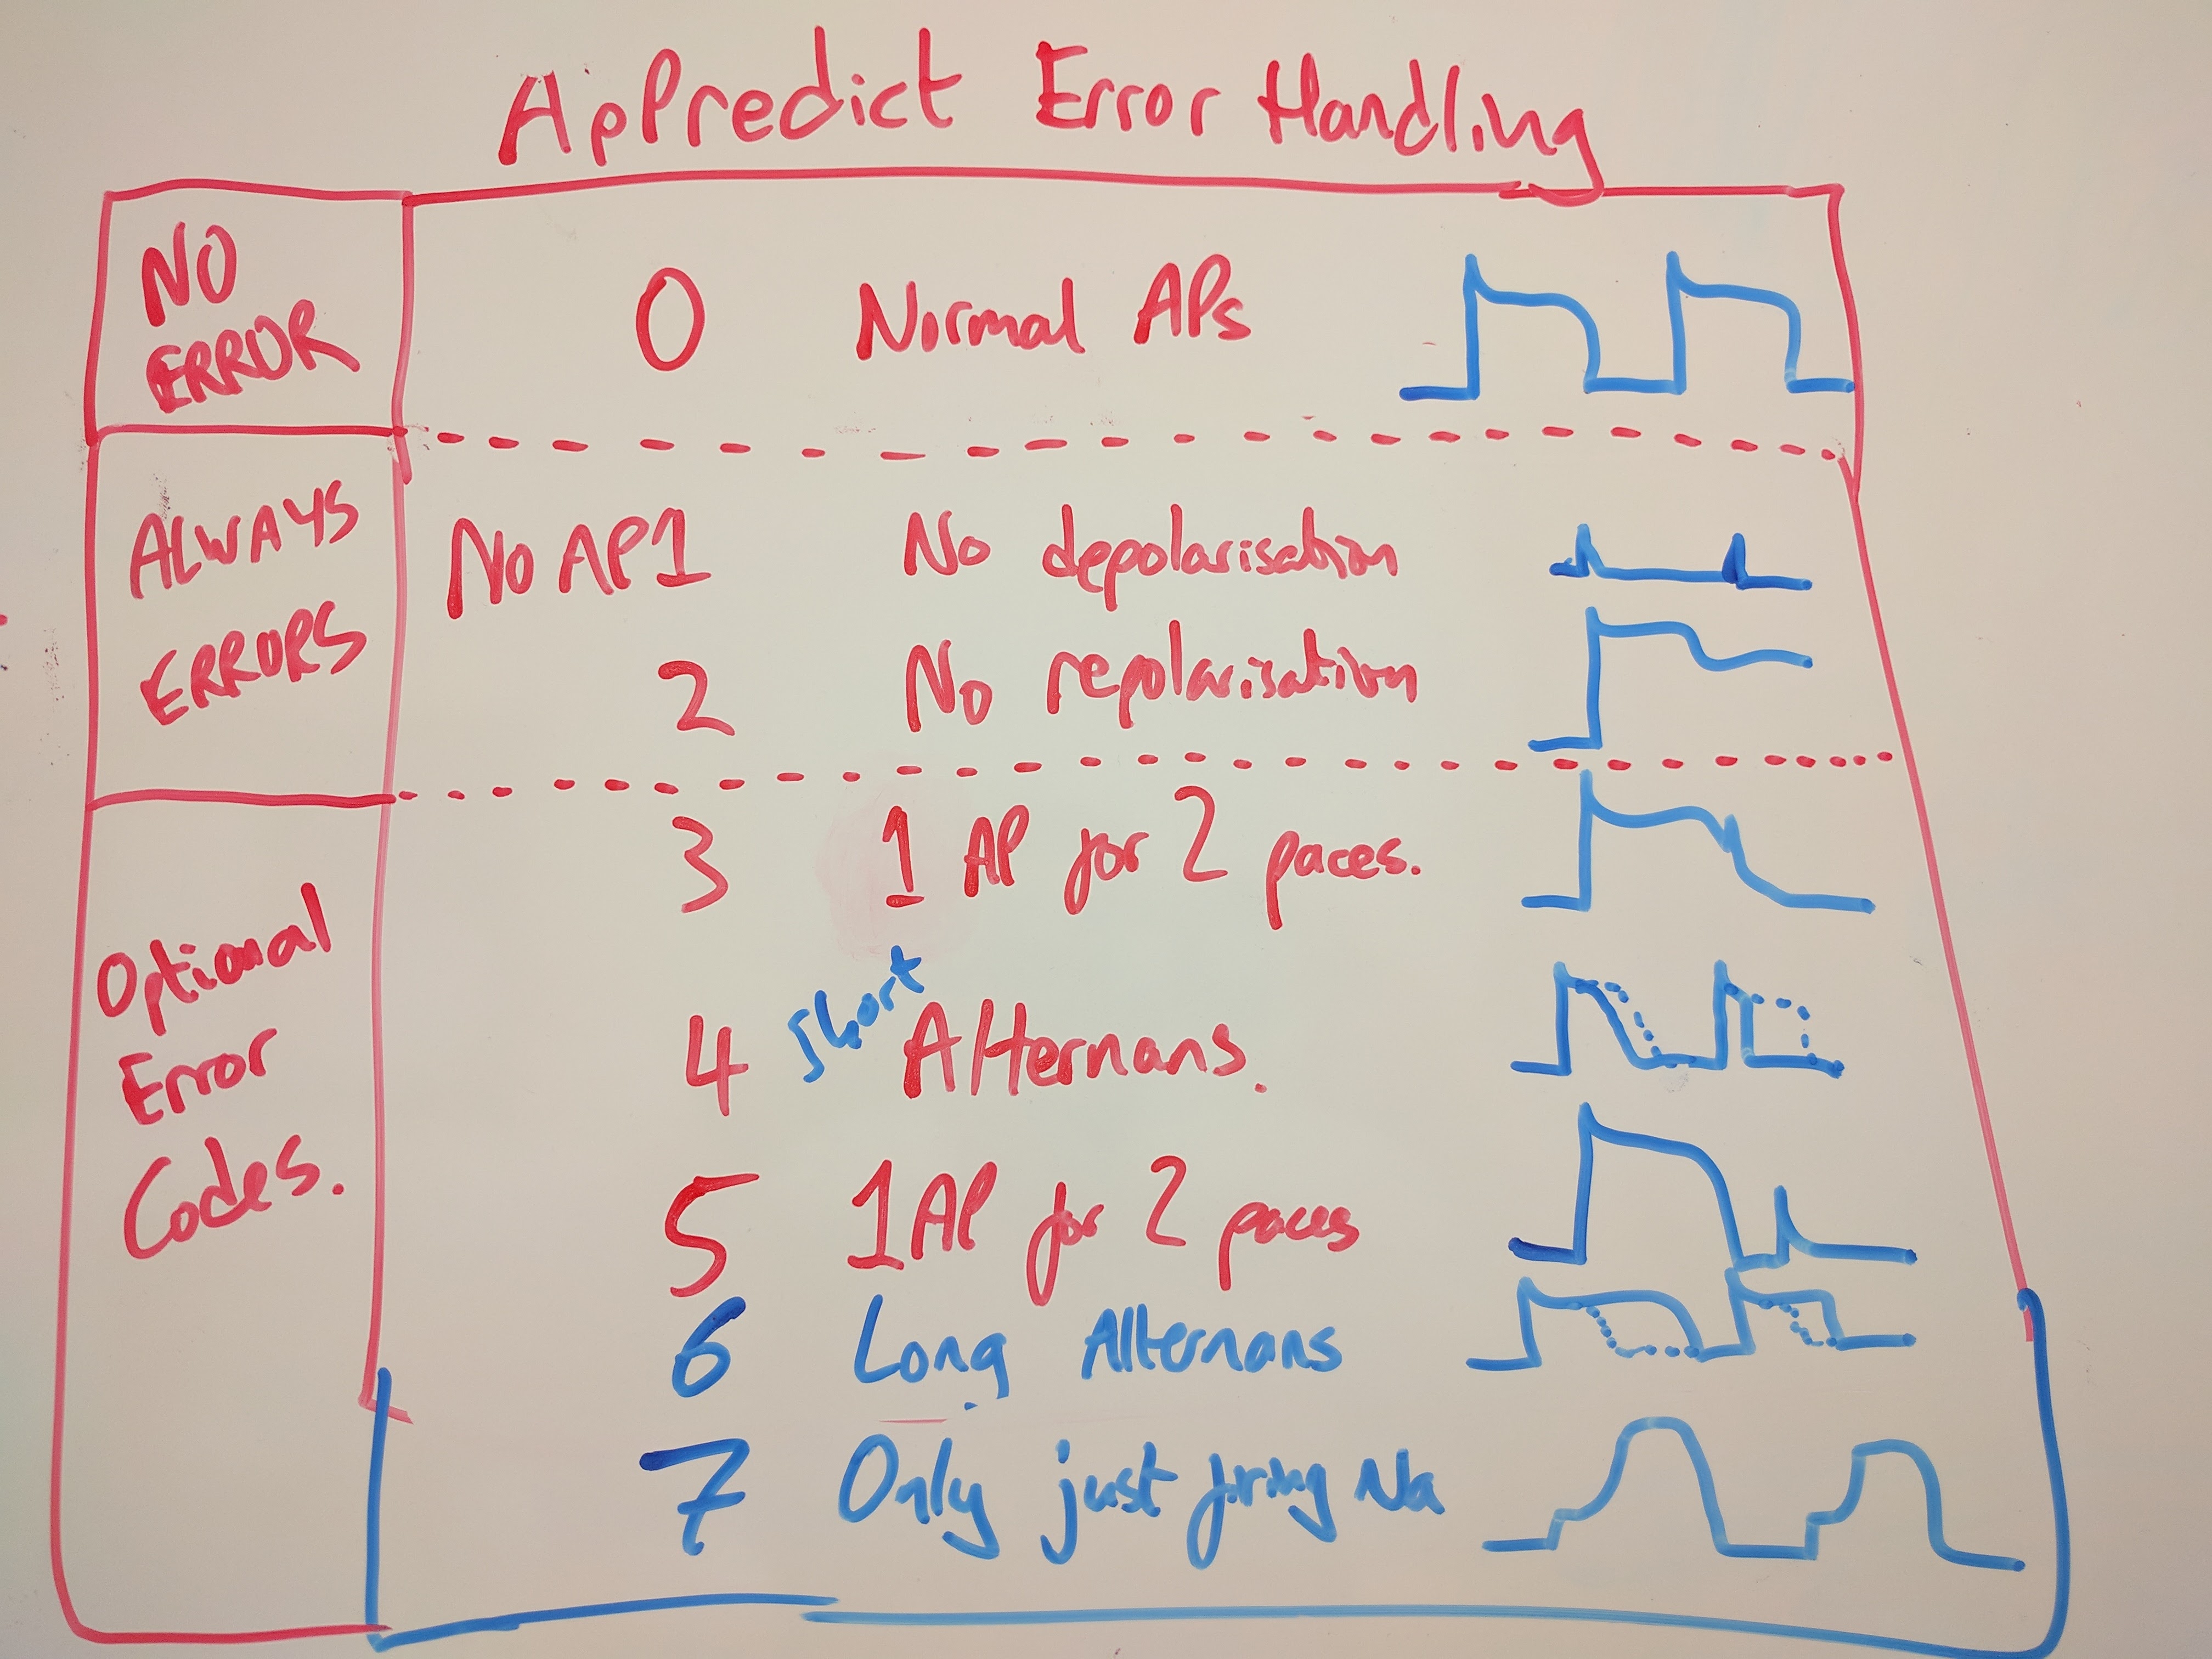 ApPredict Error Handling
NO
ERROR
0 Normal APs
ALWAYS
ERRORS
No AP1 No depolarisation
2 No repolarisation
Optional
Error
Codes.
3 1 AP for 2 paces.
4 Short Alternans.
5 1 AP for 2 paces
6 Long Alternans
7 Only just firing Na